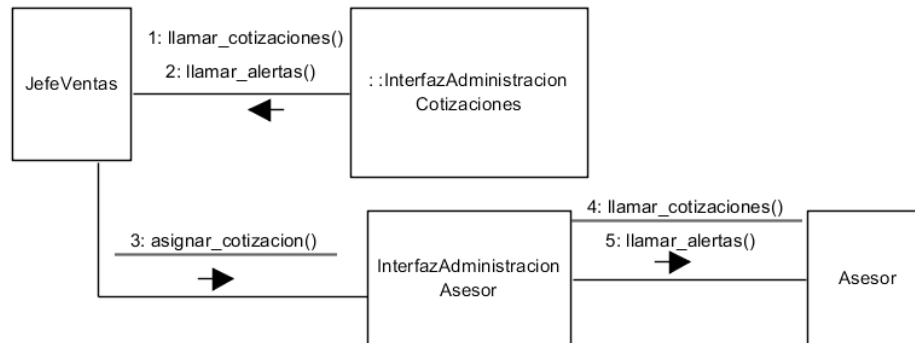 1: llamar_cotizaciones()
2: llamar_alertas()
JefeVentas
: :InterfazAdministracion
Cotizaciones
3: asignar_cotizacion()
InterfazAdministracion
Asesor
4: llamar_cotizaciones()
5: llamar_alertas()
Asesor